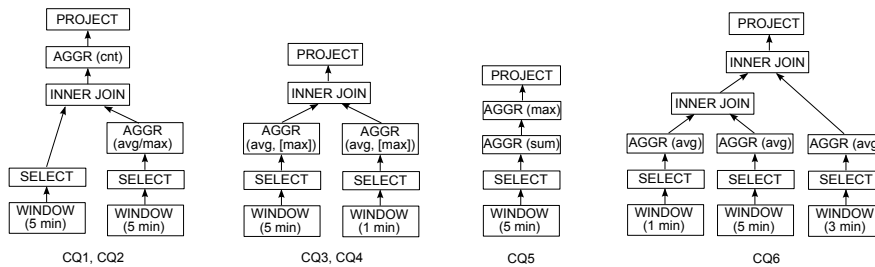 PROJECT
AGGR (cnt)
INNER JOIN
AGGR
(avg/max)
SELECT
SELECT
WINDOW
(5 min)
WINDOW
(5 min)
CQ1, CQ2
PROJECT
INNER JOIN
AGGR
(avg, [max])
AGGR
(avg, [max])
SELECT
SELECT
WINDOW
(5 min)
WINDOW
(1 min)
CQ3, CQ4
PROJECT
AGGR (max)
AGGR (sum)
SELECT
WINDOW
(5 min)
CQ5
PROJECT
INNER JOIN
INNER JOIN
AGGR (avg)
AGGR (avg)
AGGR (avg)
SELECT
SELECT
SELECT
WINDOW
(1 min)
WINDOW
(5 min)
WINDOW
(3 min)
CQ6